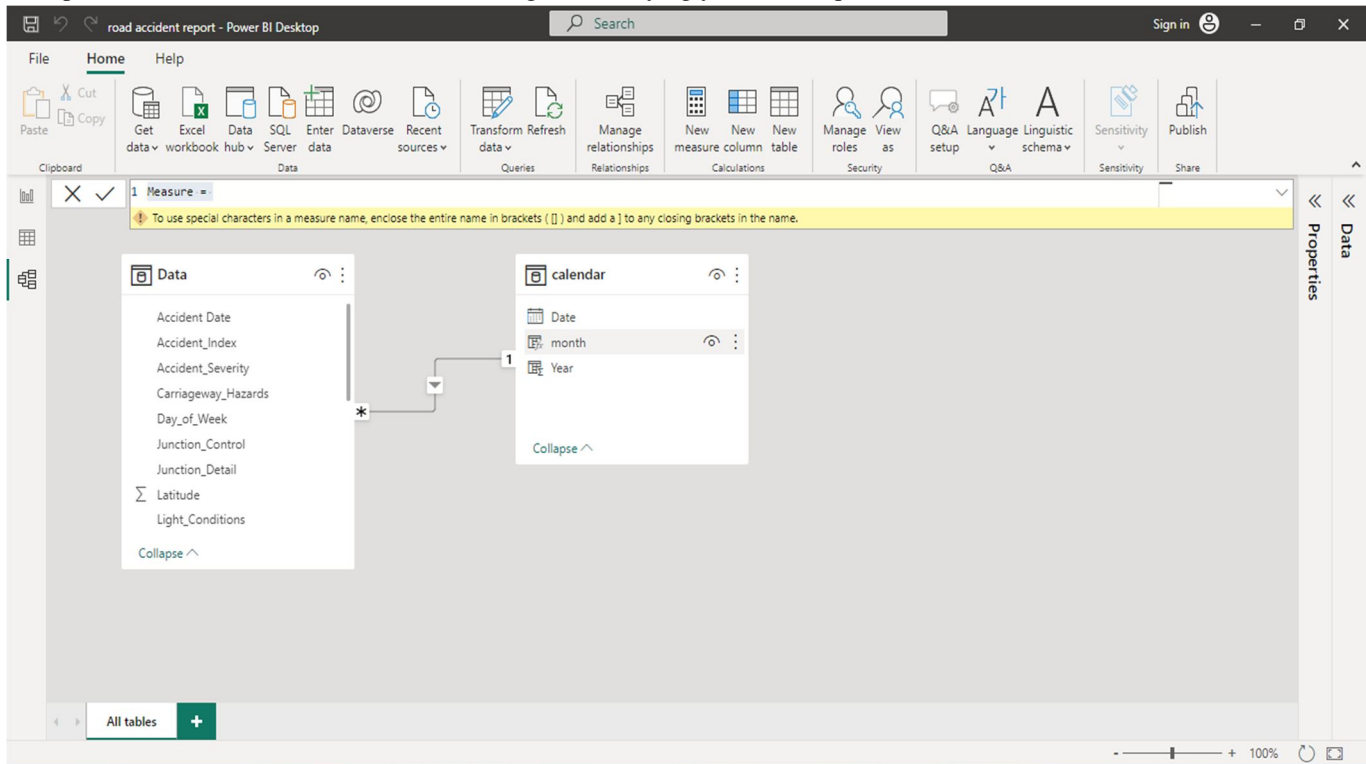 road accident report - Power BI Desktop
Search
Sign in
File Home Help
Paste
Cut
Copy
Get data
Excel workbook
Data hub
SQL Server
Enter data
Dataverse
Recent sources
Transform data
Refresh
Manage relationships
New measure
New column
New table
Manage roles
View as
Q&A setup
Language
Linguistic schema
Sensitivity
Publish
Clipboard
Data
Queries
Relationships
Calculations
Security
Q&A
Sensitivity
Share
1 Measure =
To use special characters in a measure name, enclose the entire name in brackets ( [] ) and add a ] to any closing brackets in the name.
Properties
Data
Data
Accident Date
Accident_Index
Accident_Severity
Carriageway_Hazards
Day_of_Week
Junction_Control
Junction_Detail
Latitude
Light_Conditions
Collapse
*
1
calendar
Date
month
Year
Collapse
All tables
+
- + 100%